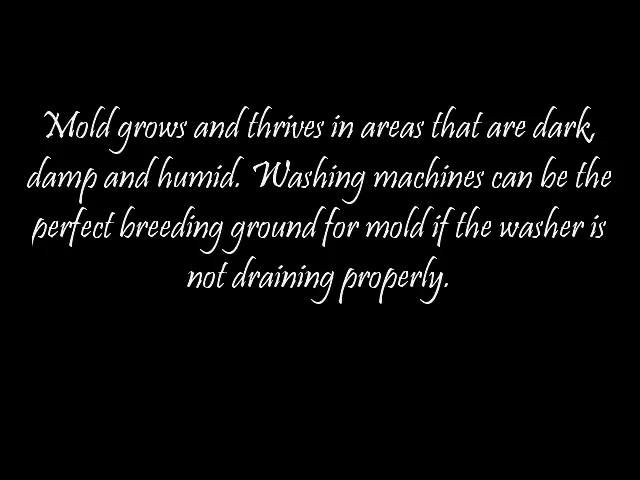 Mold grows and thrives in areas that are dark,
damp and humid. Washing machines can be the
perfect breeding ground for mold if the washer is
not draining properly.